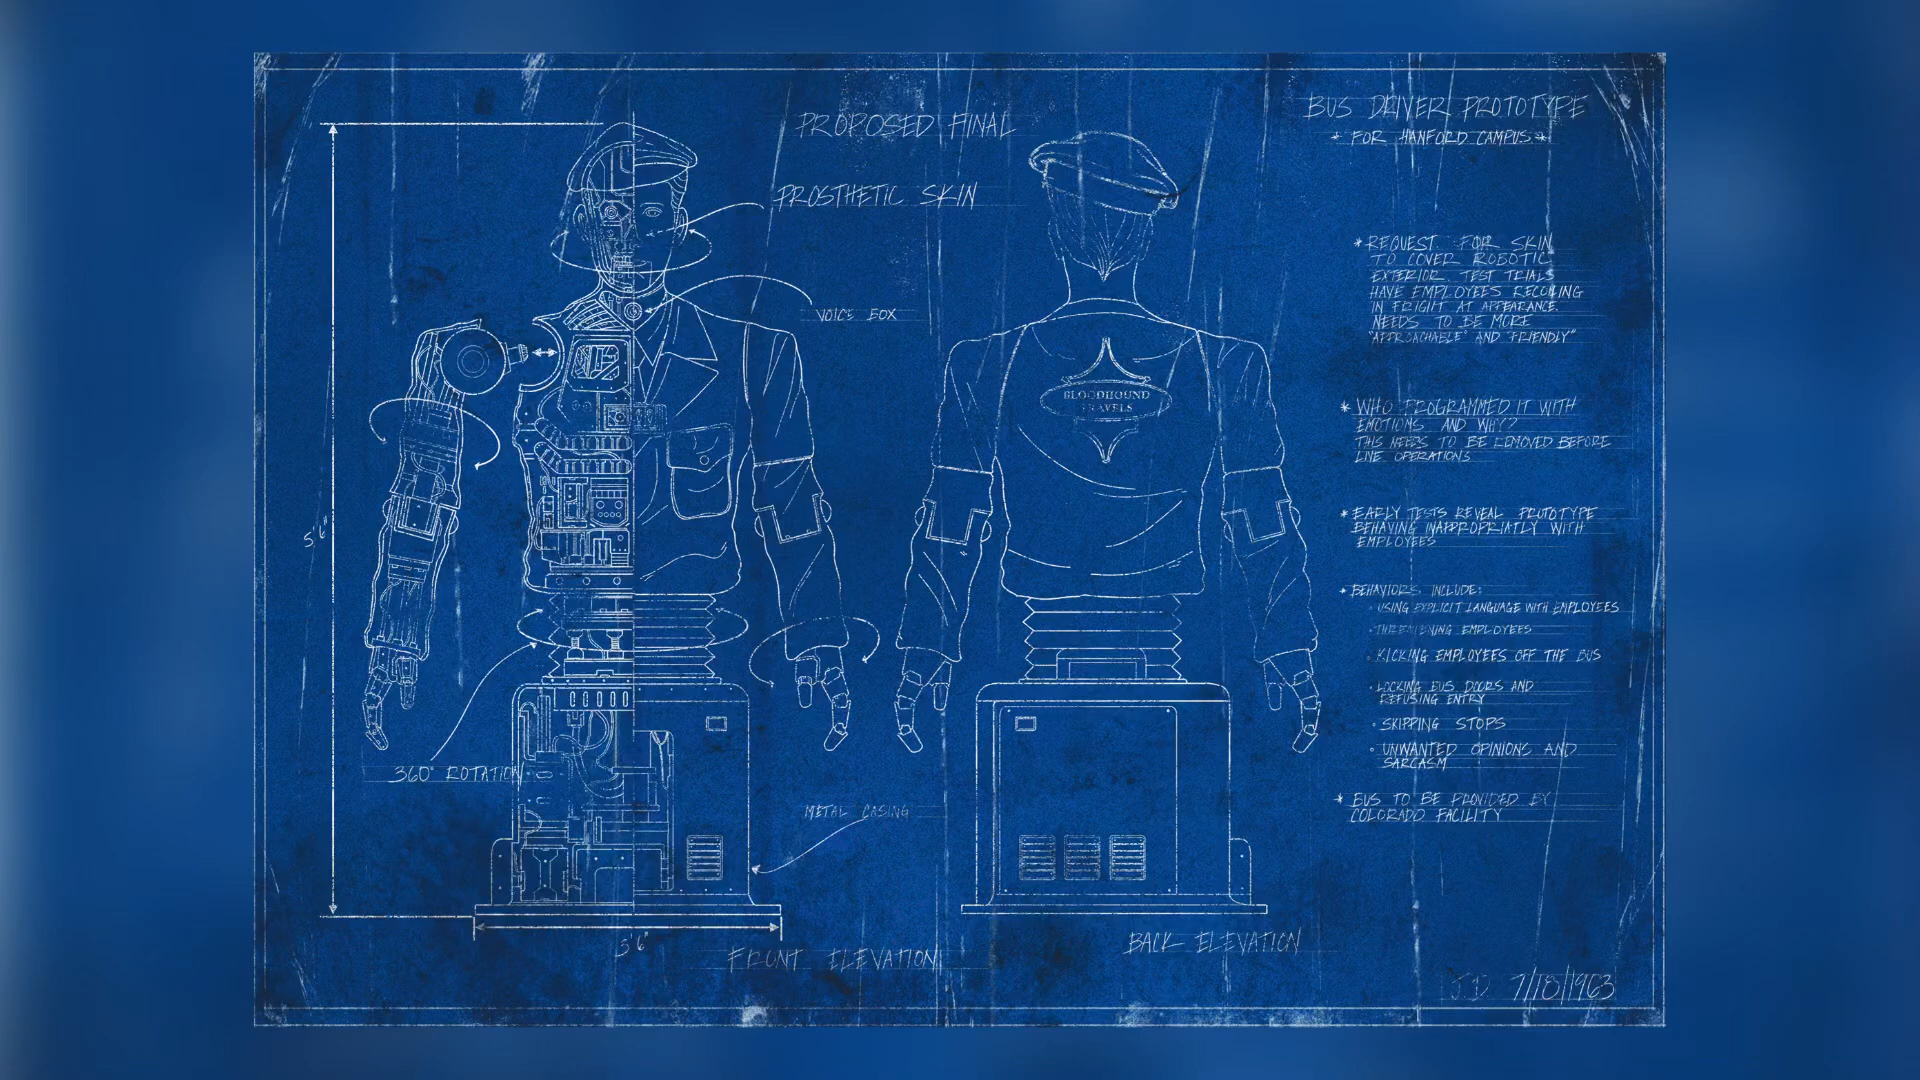 PROPOSED FINAL
BUS DRIVER PROTOTYPE
* FOR HANFORD CAMPUS *
PROSTHETIC SKIN
VOICE BOX
BLOODHOUND
TRAVELS
5' 6"
360° ROTATION
METAL CASING
3' 6"
FRONT ELEVATION
BACK ELEVATION
* REQUEST FOR SKIN
TO COVER ROBOTIC
EXTERIOR. TEST TRIALS
HAVE EMPLOYEES RECOILING
IN FRIGHT AT APPEARANCE.
NEEDS TO BE MORE
"APPROACHABLE" AND "FRIENDLY"
* WHO PROGRAMMED IT WITH
EMOTIONS AND WHY?
THIS NEEDS TO BE REMOVED BEFORE
LIVE OPERATIONS
* EARLY TESTS REVEAL PROTOTYPE
BEHAVING INAPPROPRIATLY WITH
EMPLOYEES
* BEHAVIORS INCLUDE:
· USING EXPLICIT LANGUAGE WITH EMPLOYEES
· THREATENING EMPLOYEES
· KICKING EMPLOYEES OFF THE BUS
· LOCKING BUS DOORS AND
REFUSING ENTRY
· SKIPPING STOPS
· UNWANTED OPINIONS AND
SARCASM
* BUS TO BE PROVIDED BY
COLORADO FACILITY
J.D 7/18/1963